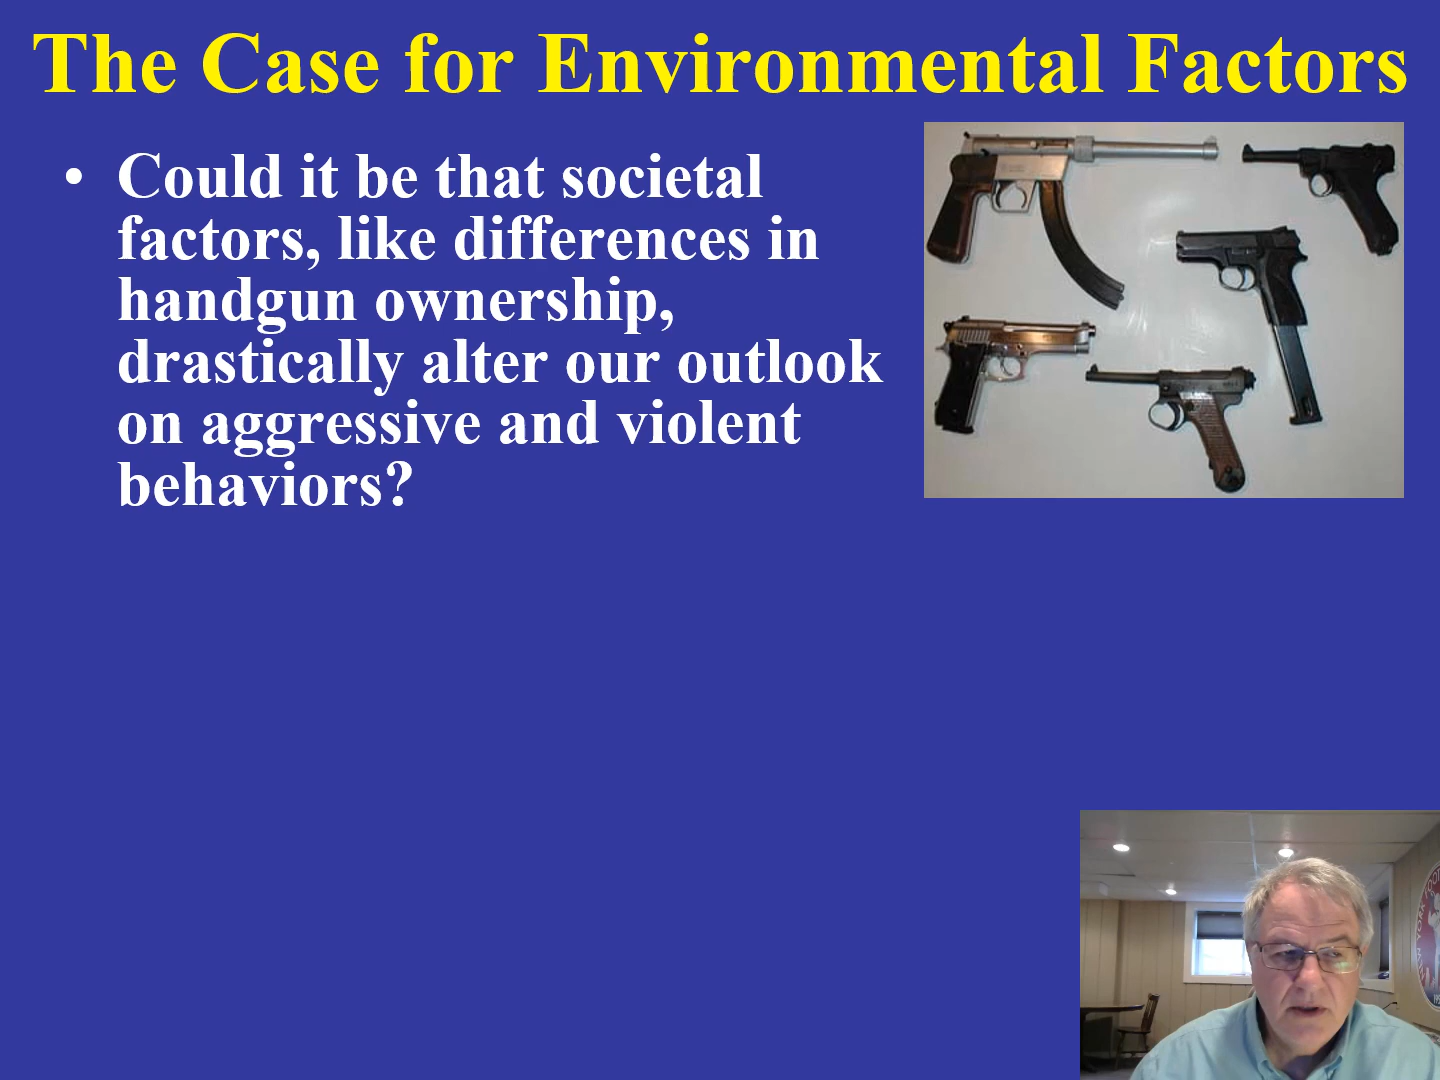 The Case for Environmental Factors
• Could it be that societal
factors, like differences in
handgun ownership,
drastically alter our outlook
on aggressive and violent
behaviors?